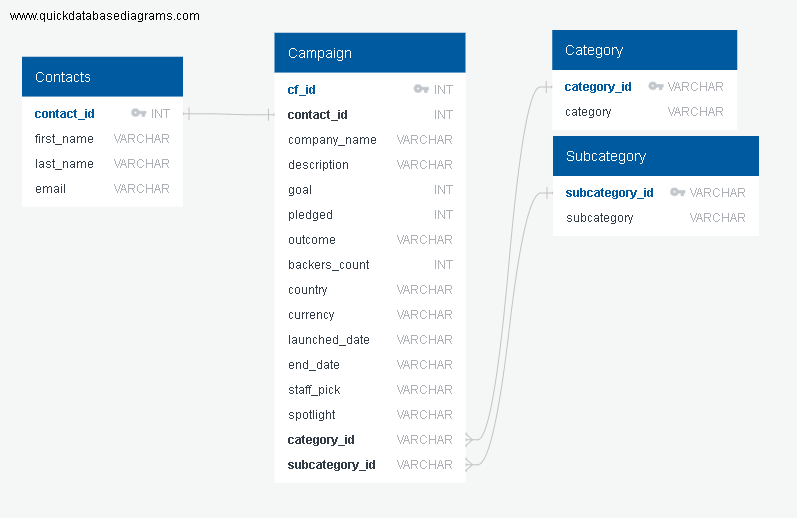 www.quickdatabasediagrams.com
Contacts
contact_id INT
first_name VARCHAR
last_name VARCHAR
email VARCHAR
Campaign
cf_id INT
contact_id INT
company_name VARCHAR
description VARCHAR
goal INT
pledged INT
outcome VARCHAR
backers_count INT
country VARCHAR
currency VARCHAR
launched_date VARCHAR
end_date VARCHAR
staff_pick VARCHAR
spotlight VARCHAR
category_id VARCHAR
subcategory_id VARCHAR
Category
category_id VARCHAR
category VARCHAR
Subcategory
subcategory_id VARCHAR
subcategory VARCHAR